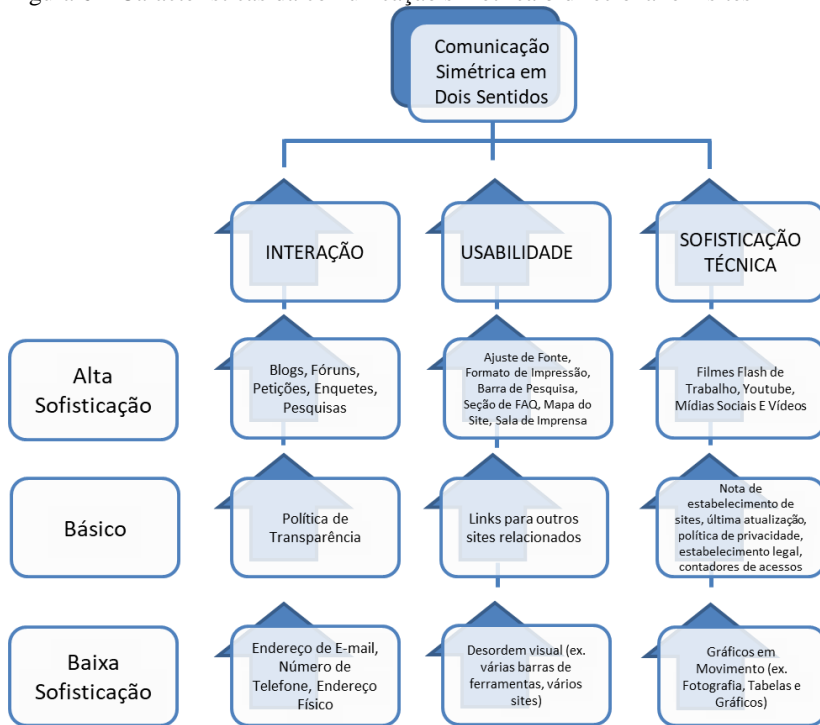 Comunicação
Simétrica em
Dois Sentidos
INTERAÇÃO
USABILIDADE
SOFISTICAÇÃO
TÉCNICA
Alta
Sofisticação
Blogs, Fóruns,
Petições, Enquetes,
Pesquisas
Ajuste de Fonte,
Formato de Impressão,
Barra de Pesquisa,
Seção de FAQ, Mapa do
Site, Sala de Imprensa
Filmes Flash de
Trabalho, Youtube,
Mídias Sociais E Vídeos
Básico
Política de
Transparência
Links para outros
sites relacionados
Nota de
estabelecimento de
sites, última atualização,
política de privacidade,
estabelecimento legal,
contadores de acessos
Baixa
Sofisticação
Endereço de E-mail,
Número de
Telefone, Endereço
Físico
Desordem visual (ex.
várias barras de
ferramentas, vários
sites)
Gráficos em
Movimento (ex.
Fotografia, Tabelas e
Gráficos)